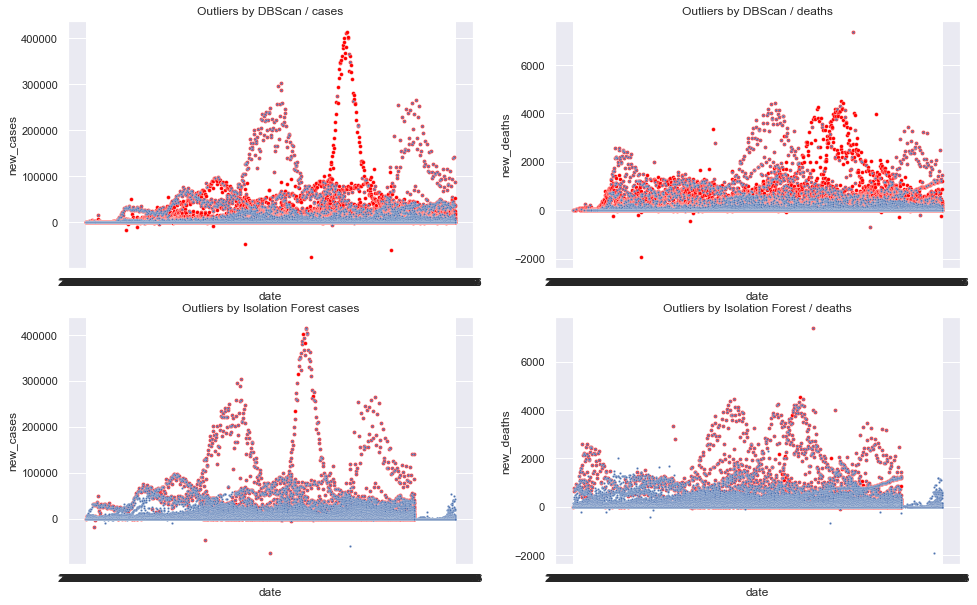 Outliers by DBScan / cases
400000
300000
200000
100000
0
new_cases
date
Outliers by DBScan / deaths
6000
4000
2000
0
−2000
new_deaths
date
Outliers by Isolation Forest cases
400000
300000
200000
100000
0
new_cases
date
Outliers by Isolation Forest / deaths
6000
4000
2000
0
−2000
new_deaths
date